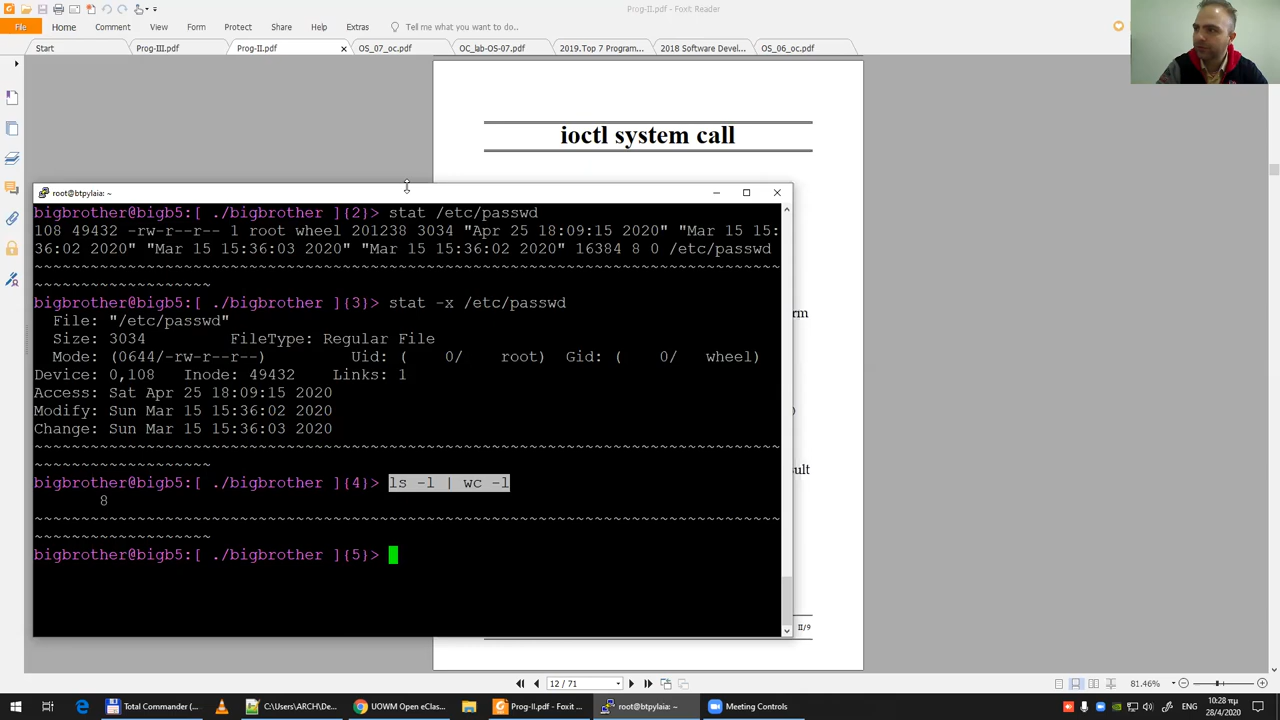 Prog-II.pdf - Foxit Reader
File Home Comment View Form Protect Share Help Extras Tell me what you want to do...
Start Prog-III.pdf Prog-II.pdf OS_07_oc.pdf OC_lab-OS-07.pdf 2019.Top 7 Program... 2018 Software Devel... OS_06_oc.pdf
ioctl system call
root@btpylaia: ~
bigbrother@bigb5:[ ./bigbrother ]{2}> stat /etc/passwd
108 49432 -rw-r--r-- 1 root wheel 201238 3034 "Apr 25 18:09:15 2020" "Mar 15 15:
36:02 2020" "Mar 15 15:36:03 2020" "Mar 15 15:36:02 2020" 16384 8 0 /etc/passwd
~~~~~~~~~~~~~~~~~~~~~~~~~~~~~~~~~~~~~~~~~~~~~~~~~~~~~~~~~~~~~~~~~~~~~~~~~~~~~~~~
~~~~~~~~~~~~~~~~~~~
bigbrother@bigb5:[ ./bigbrother ]{3}> stat -x /etc/passwd
  File: "/etc/passwd"
  Size: 3034         FileType: Regular File
  Mode: (0644/-rw-r--r--)         Uid: (    0/    root)  Gid: (    0/   wheel)
Device: 0,108   Inode: 49432    Links: 1
Access: Sat Apr 25 18:09:15 2020
Modify: Sun Mar 15 15:36:02 2020
Change: Sun Mar 15 15:36:03 2020
~~~~~~~~~~~~~~~~~~~~~~~~~~~~~~~~~~~~~~~~~~~~~~~~~~~~~~~~~~~~~~~~~~~~~~~~~~~~~~~~
~~~~~~~~~~~~~~~~~~~
bigbrother@bigb5:[ ./bigbrother ]{4}> ls -l | wc -l
       8
~~~~~~~~~~~~~~~~~~~~~~~~~~~~~~~~~~~~~~~~~~~~~~~~~~~~~~~~~~~~~~~~~~~~~~~~~~~~~~~~
~~~~~~~~~~~~~~~~~~~
bigbrother@bigb5:[ ./bigbrother ]{5}>
rm
)
sult
II/9
12 / 71
81.46%
Total Commander (... C:\Users\ARCH\De... UOWM Open eClas... Prog-II.pdf - Foxit ... root@btpylaia: ~ Meeting Controls
10:28 πμ
28/4/2020